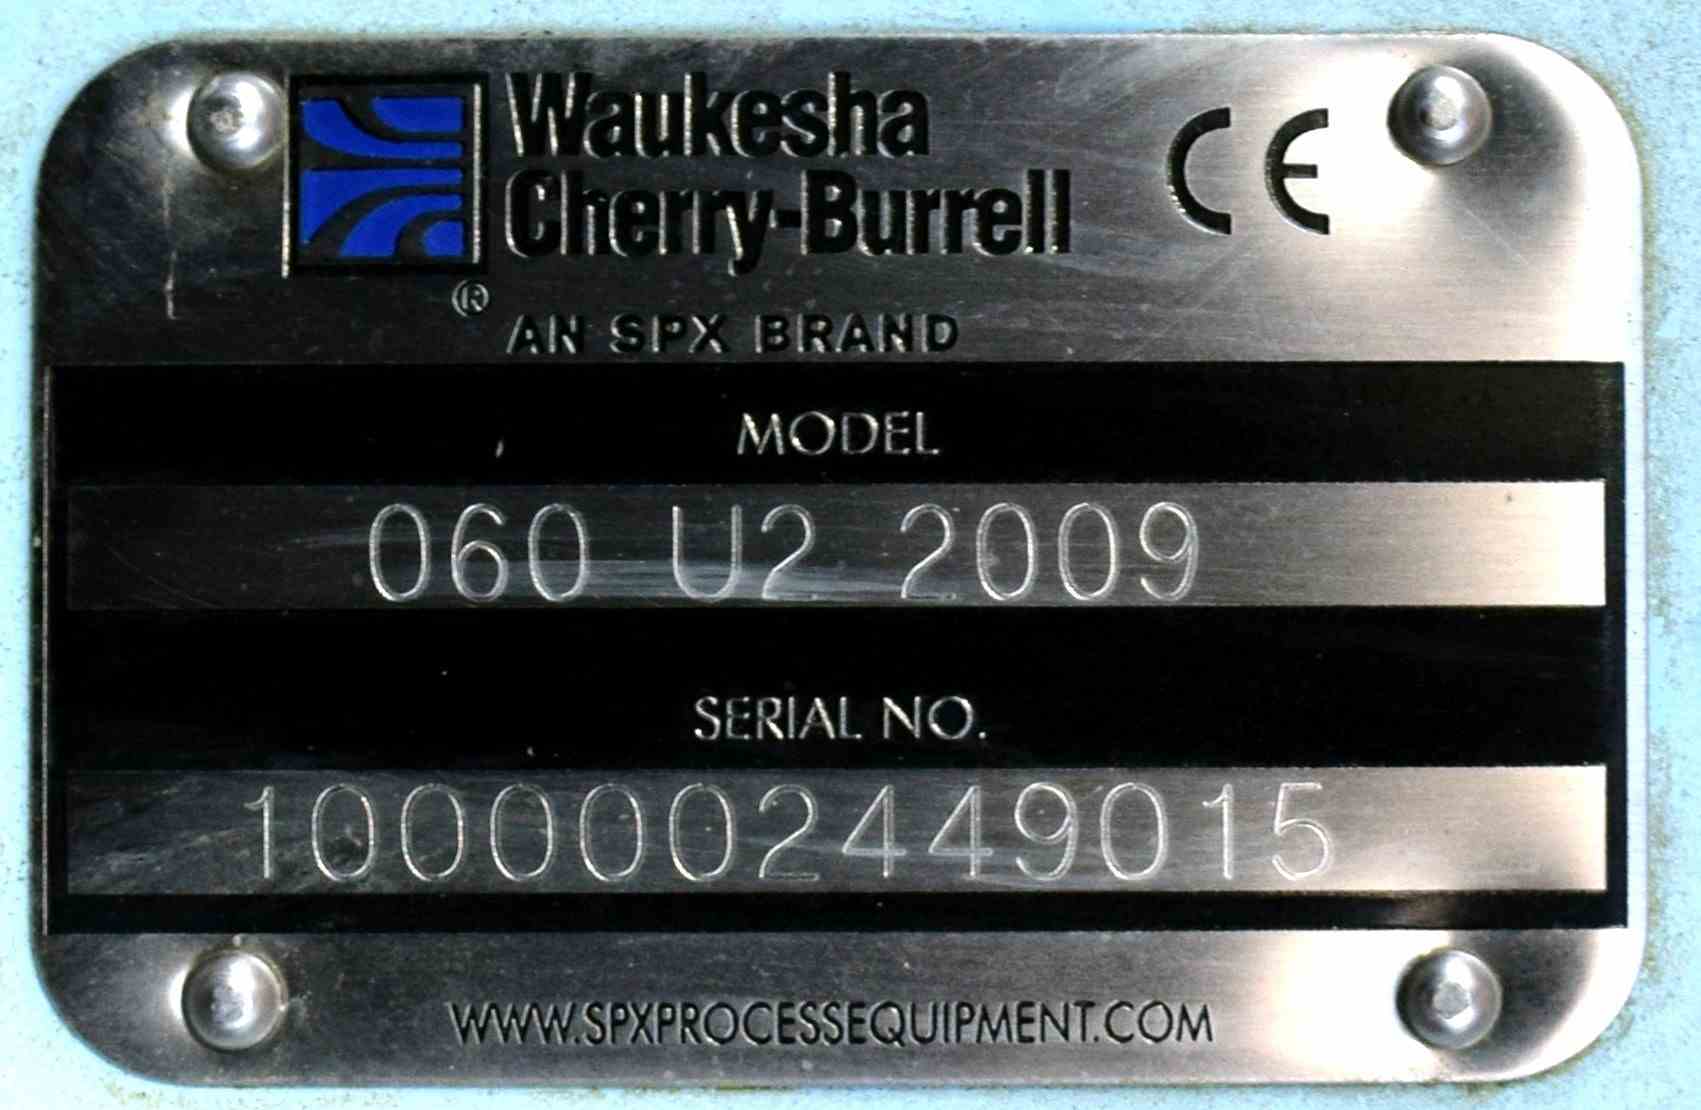 Waukesha
Cherry-Burrell
CE
®
AN SPX BRAND
MODEL
060 U2 2009
SERIAL NO.
1000002449015
WWW.SPXPROCESSEQUIPMENT.COM